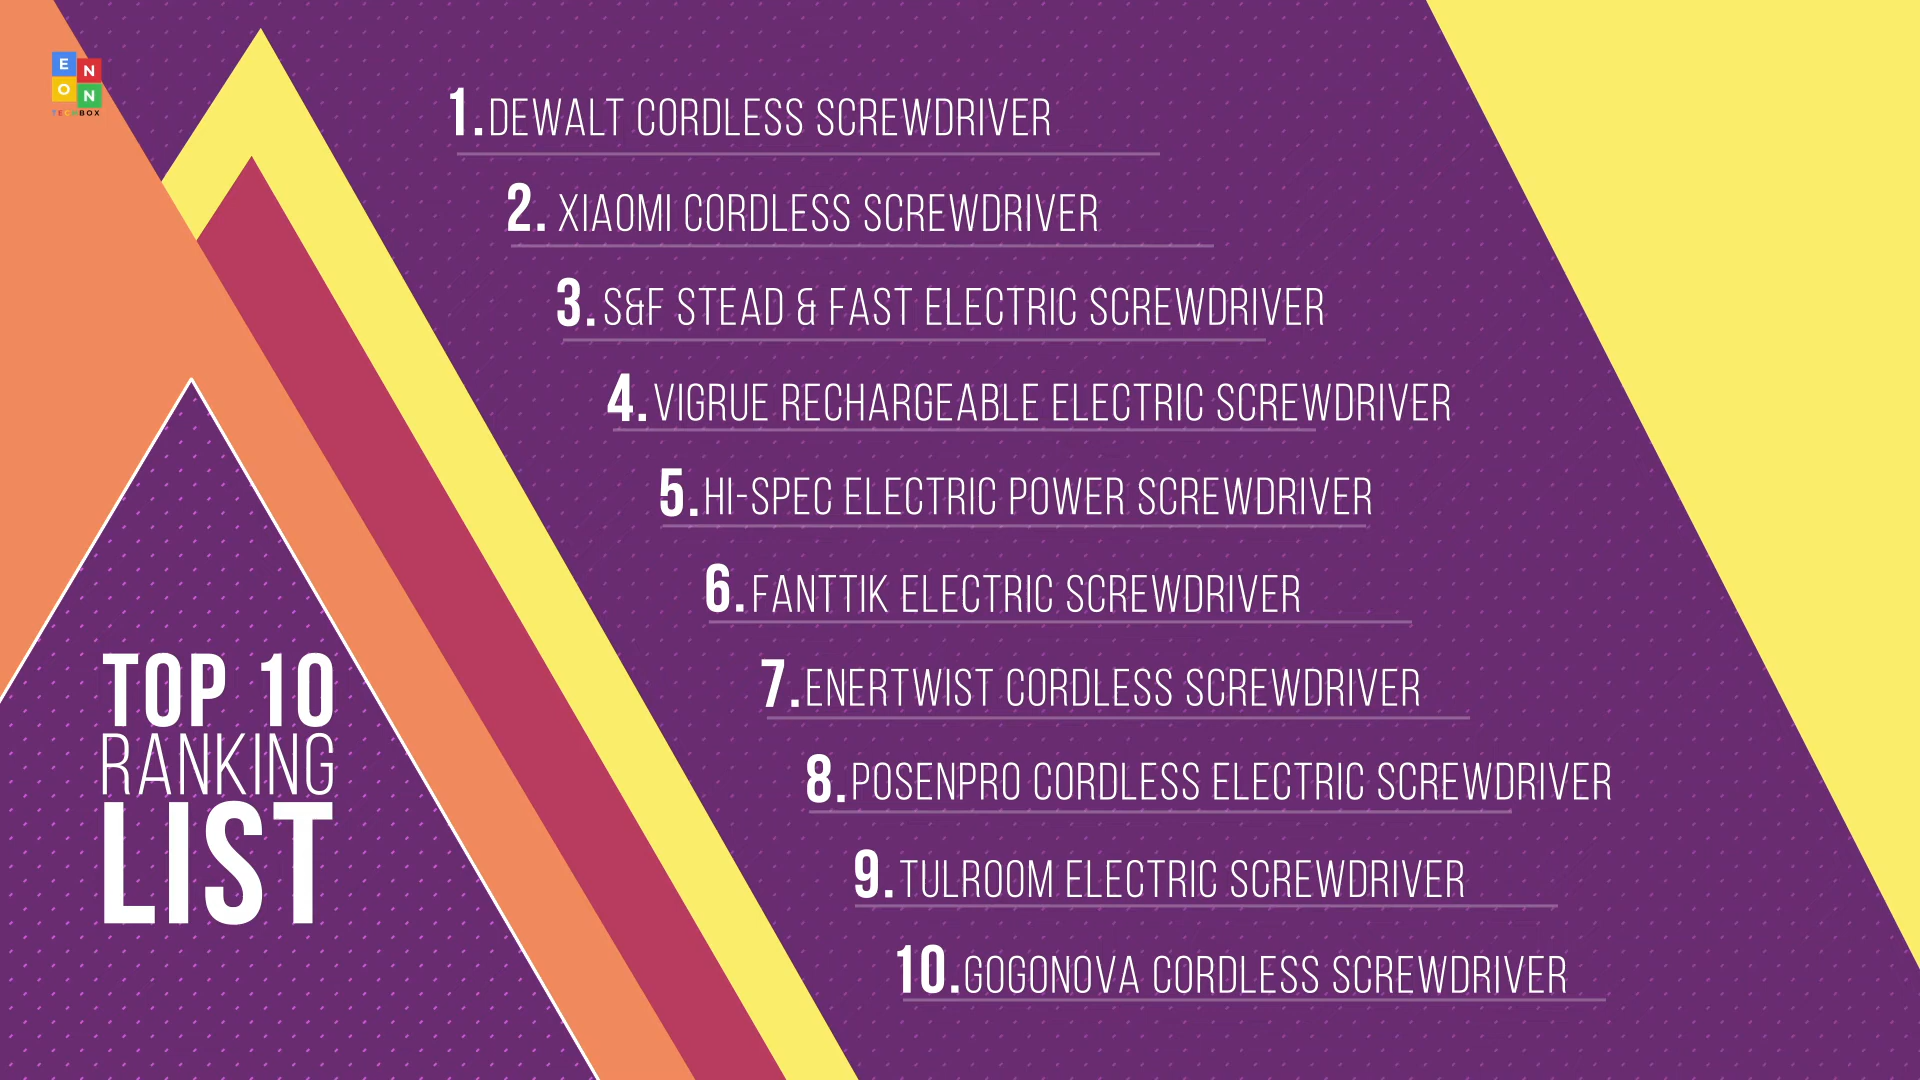 E N
O N
TECHBOX
1. DEWALT CORDLESS SCREWDRIVER
2. XIAOMI CORDLESS SCREWDRIVER
3. S&F STEAD & FAST ELECTRIC SCREWDRIVER
4. VIGRUE RECHARGEABLE ELECTRIC SCREWDRIVER
5. HI-SPEC ELECTRIC POWER SCREWDRIVER
6. FANTTIK ELECTRIC SCREWDRIVER
7. ENERTWIST CORDLESS SCREWDRIVER
8. POSENPRO CORDLESS ELECTRIC SCREWDRIVER
9. TULROOM ELECTRIC SCREWDRIVER
10. GOGONOVA CORDLESS SCREWDRIVER
TOP 10
RANKING
LIST